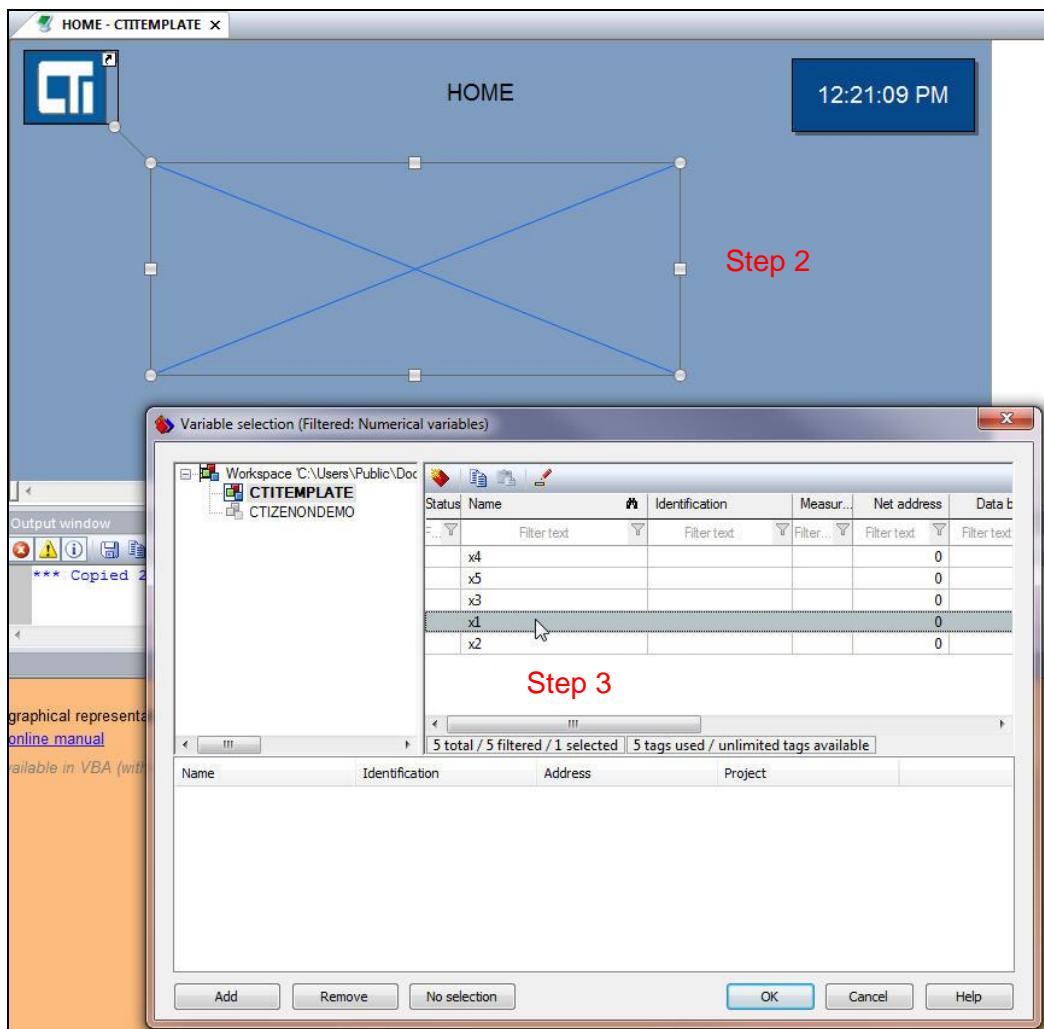 HOME - CTITEMPLATE X
CTi
HOME
12:21:09 PM
Step 2
Variable selection (Filtered: Numerical variables)
Workspace 'C:\Users\Public\Doc
CTITEMPLATE
CTIZENONDEMO
Status Name Identification Measur... Net address Data b
F... Filter text Filter text Filter... Filter text Filter text
x4 0
x5 0
x3 0
x1 0
x2 0
Step 3
5 total / 5 filtered / 1 selected 5 tags used / unlimited tags available
Output window
*** Copied 2
graphical representa
online manual
vailable in VBA (with
Name Identification Address Project
Add Remove No selection OK Cancel Help